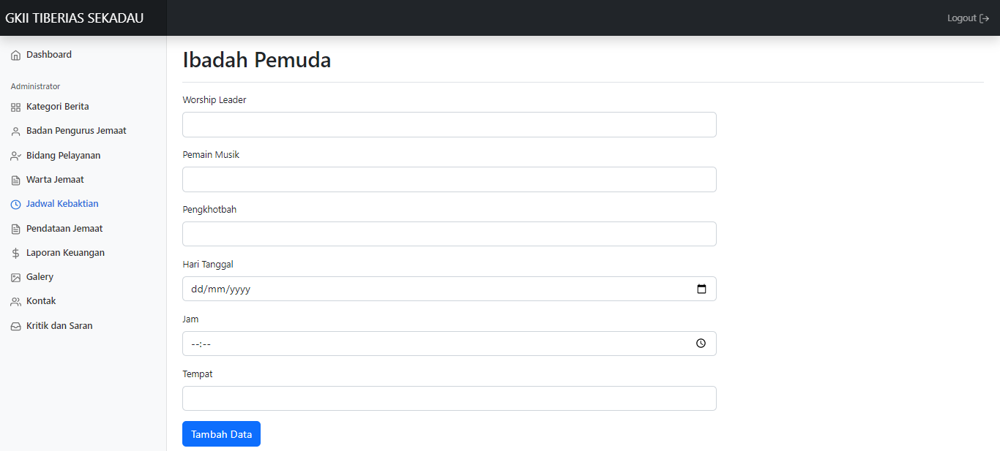 GKII TIBERIAS SEKADAU
Logout
Dashboard
Administrator
Kategori Berita
Badan Pengurus Jemaat
Bidang Pelayanan
Warta Jemaat
Jadwal Kebaktian
Pendataan Jemaat
Laporan Keuangan
Galery
Kontak
Kritik dan Saran
Ibadah Pemuda
Worship Leader
Pemain Musik
Pengkhotbah
Hari Tanggal
dd/mm/yyyy
Jam
--:--
Tempat
Tambah Data